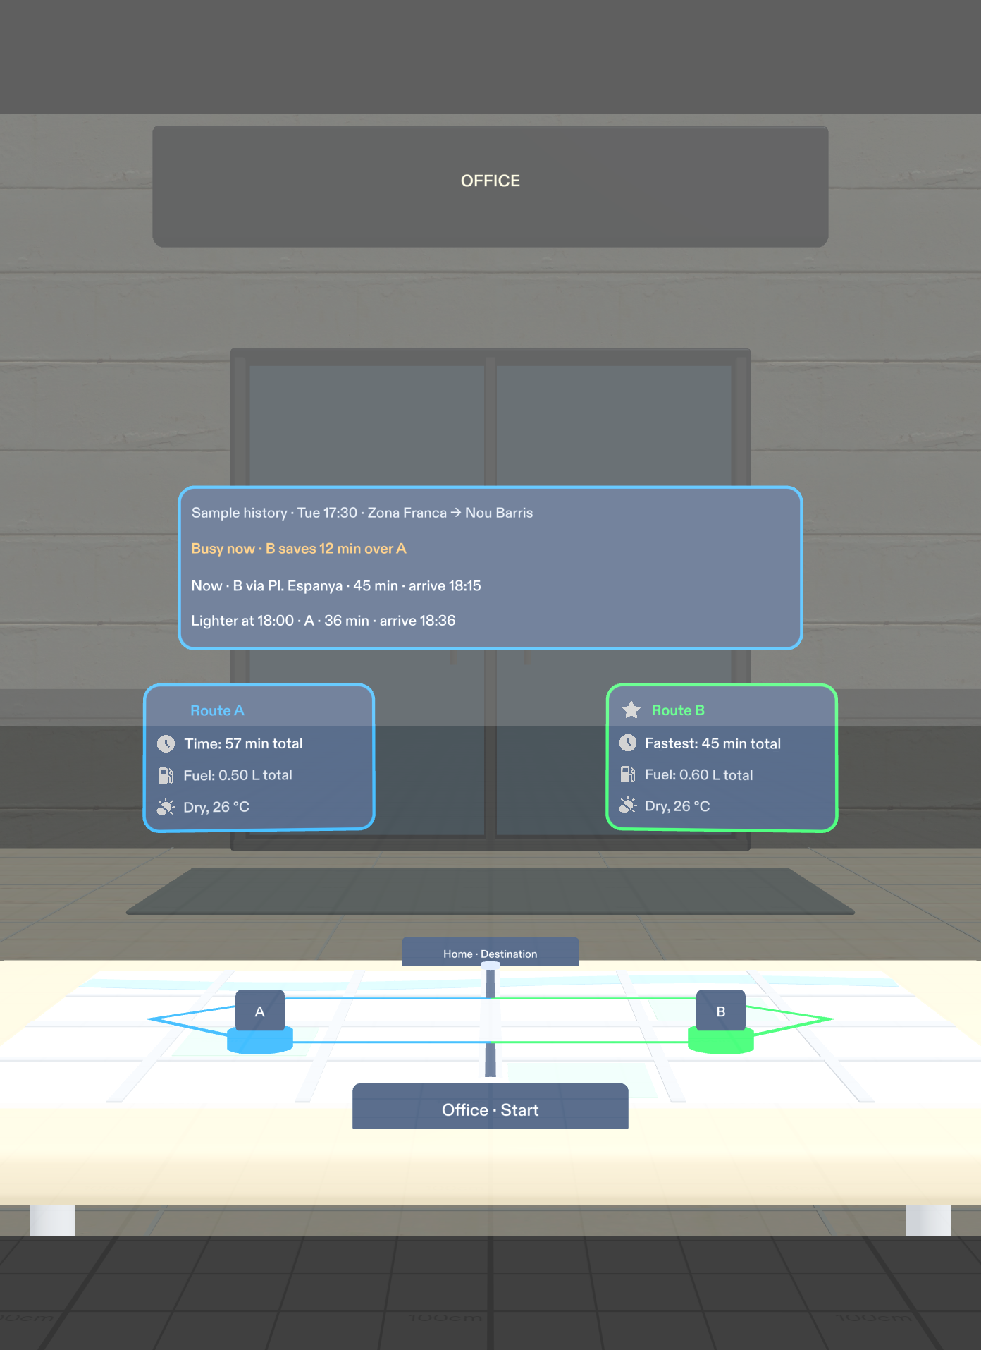 OFFICE
Sample history · Tue 17:30 · Zona Franca → Nou Barris
Busy now · B saves 12 min over A
Now · B via Pl. Espanya · 45 min · arrive 18:15
Lighter at 18:00 · A · 36 min · arrive 18:36
Route A
Time: 57 min total
Fuel: 0.50 L total
Dry, 26 °C
Route B
Fastest: 45 min total
Fuel: 0.60 L total
Dry, 26 °C
Home · Destination
A
B
Office · Start
100cm
100cm